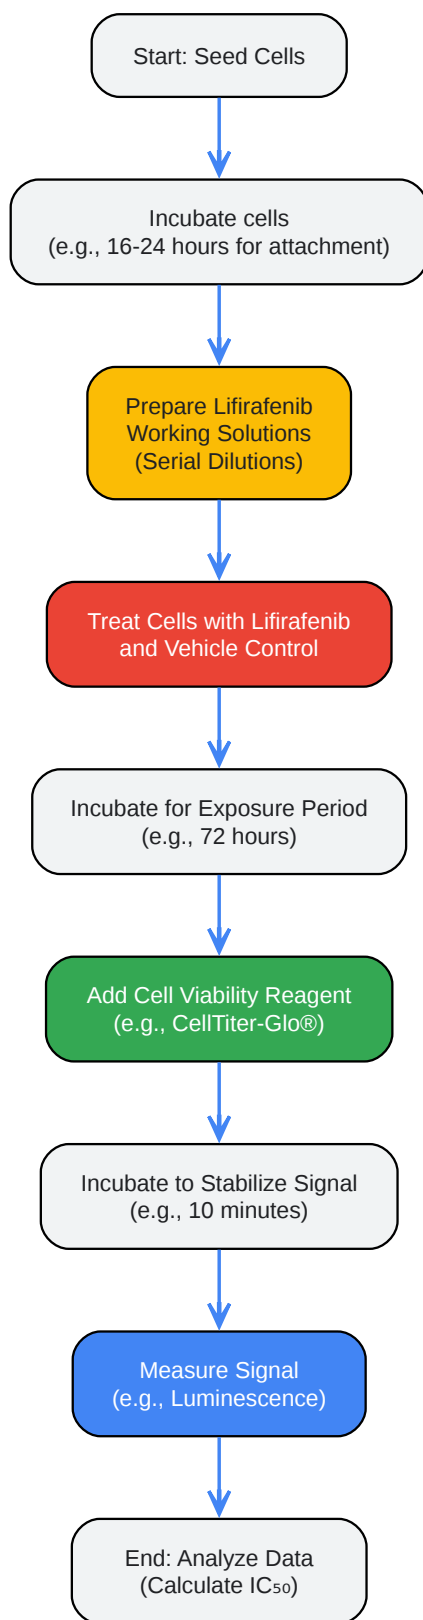 Start: Seed Cells
Incubate cells
(e.g., 16-24 hours for attachment)
Prepare Lifirafenib
Working Solutions
(Serial Dilutions)
Treat Cells with Lifirafenib
and Vehicle Control
Incubate for Exposure Period
(e.g., 72 hours)
Add Cell Viability Reagent
(e.g., CellTiter-Glo®)
Incubate to Stabilize Signal
(e.g., 10 minutes)
Measure Signal
(e.g., Luminescence)
End: Analyze Data
(Calculate IC₅₀)